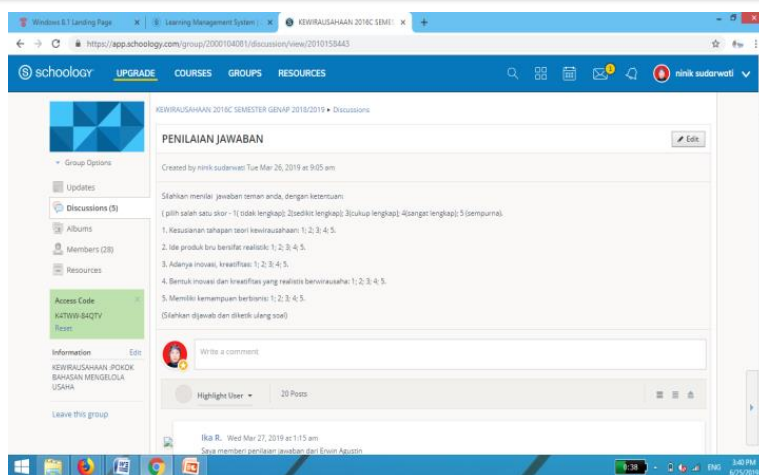 Windows 8.1 Landing Page
Learning Management System |
KEWIRAUSAHAAN 2016C SEMES
https://app.schoology.com/group/2000104001/discussion/view/2010158443
schoology
UPGRADE
COURSES
GROUPS
RESOURCES
1
ninik sudarwati
KEWIRAUSAHAAN 2016C SEMESTER GENAP 2018/2019 ▸ Discussions
PENILAIAN JAWABAN
Edit
Group Options
Created by ninik sudarwati Tue Mar 26, 2019 at 9:05 am
Updates
Discussions (5)
Albums
Members (28)
Resources
Silahkan menilai jawaban teman anda, dengan ketentuan:
( pilih salah satu skor - 1( tidak lengkap); 2(sedikit lengkap); 3(cukup lengkap); 4(sangat lengkap); 5 (sempurna).
1. Kesusianan tahapan teori kewirausahaan: 1; 2; 3; 4; 5.
2. Ide produk bru bersifat realistik: 1; 2; 3; 4; 5.
3. Adanya inovasi, kreatifitas: 1; 2; 3; 4; 5.
4. Bentuk inovasi dan kreatifitas yang realistis berwirausaha: 1; 2; 3; 4; 5.
5. Memiliki kemampuan berbisnis: 1; 2; 3; 4; 5.
(Silahkan dijawab dan diketik ulang soal)
Access Code
K4TWW-84QTV
Reset
Information
Edit
KEWIRAUSAHAAN :POKOK
BAHASAN MENGELOLA
USAHA
Leave this group
Write a comment
Highlight User
20 Posts
Ika R. Wed Mar 27, 2019 at 1:15 am
Saya memberi penilaian jawaban dari Erwin Agustin
9:38
ENG
3:40 PM
6/25/2019